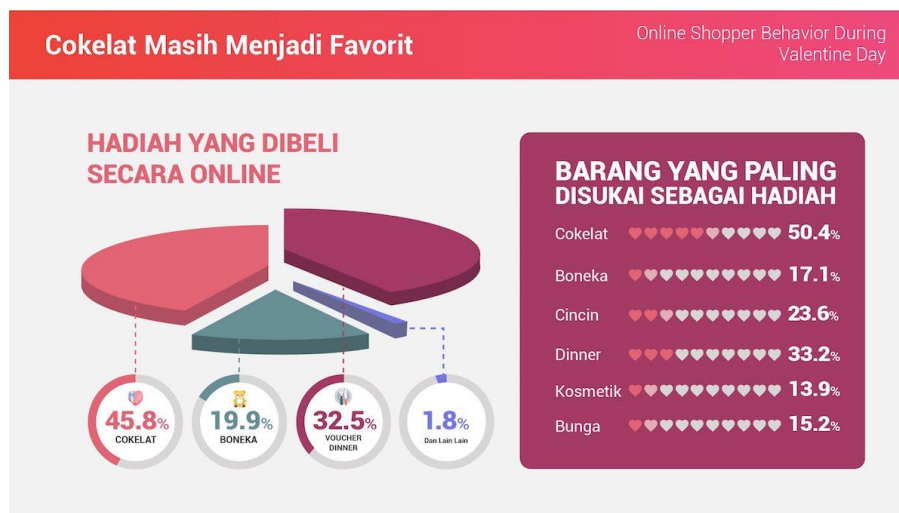 Cokelat Masih Menjadi Favorit
Online Shopper Behavior During
Valentine Day
HADIAH YANG DIBELI
SECARA ONLINE
45.8%
COKELAT
19.9%
BONEKA
32.5%
VOUCHER
DINNER
1.8%
Dan Lain Lain
BARANG YANG PALING
DISUKAI SEBAGAI HADIAH
Cokelat 50.4%
Boneka 17.1%
Cincin 23.6%
Dinner 33.2%
Kosmetik 13.9%
Bunga 15.2%